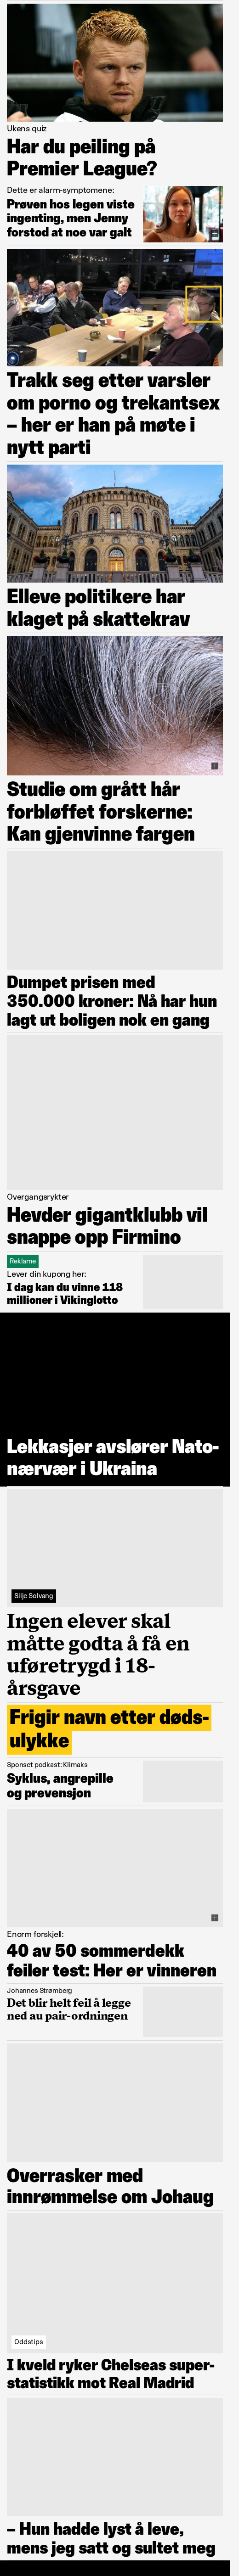 Ukens quiz
Har du peiling på
Premier League?
Dette er alarm-symptomene:
Prøven hos legen viste
ingenting, men Jenny
forstod at noe var galt
Trakk seg etter varsler
om porno og trekantsex
– her er han på møte i
nytt parti
Elleve politikere har
klaget på skattekrav
Studie om grått hår
forbløffet forskerne:
Kan gjenvinne fargen
Dumpet prisen med
350.000 kroner: Nå har hun
lagt ut boligen nok en gang
Overgangsrykter
Hevder gigantklubb vil
snappe opp Firmino
Reklame
Lever din kupong her:
I dag kan du vinne 118
millioner i Vikinglotto
Lekkasjer avslører Nato-
nærvær i Ukraina
Silje Solvang
Ingen elever skal
måtte godta å få en
uføretrygd i 18-
årsgave
Frigir navn etter døds-
ulykke
Sponset podkast: Klimaks
Syklus, angrepille
og prevensjon
Enorm forskjell:
40 av 50 sommerdekk
feiler test: Her er vinneren
Johannes Strømberg
Det blir helt feil å legge
ned au pair-ordningen
Overrasker med
innrømmelse om Johaug
Oddstips
I kveld ryker Chelseas super-
statistikk mot Real Madrid
– Hun hadde lyst å leve,
mens jeg satt og sultet meg